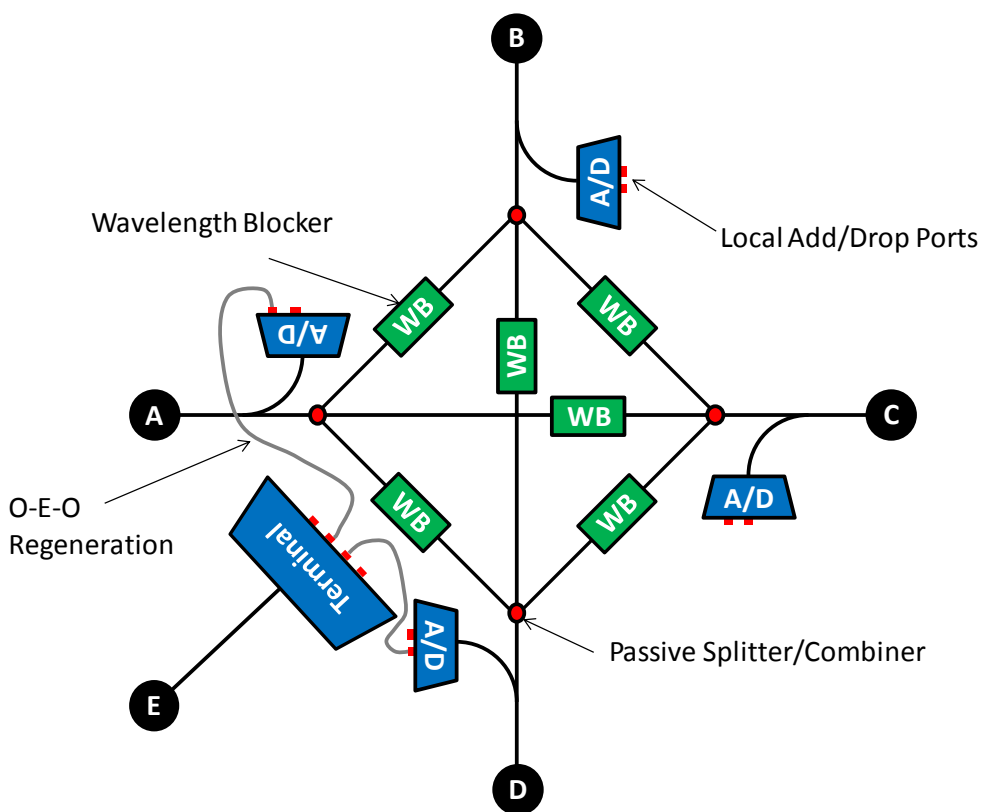 B
A/D
Wavelength Blocker
Local Add/Drop Ports
WB
WB
A/D
WB
A
WB
C
WB
WB
A/D
O-E-O
Regeneration
Terminal
A/D
Passive Splitter/Combiner
E
D